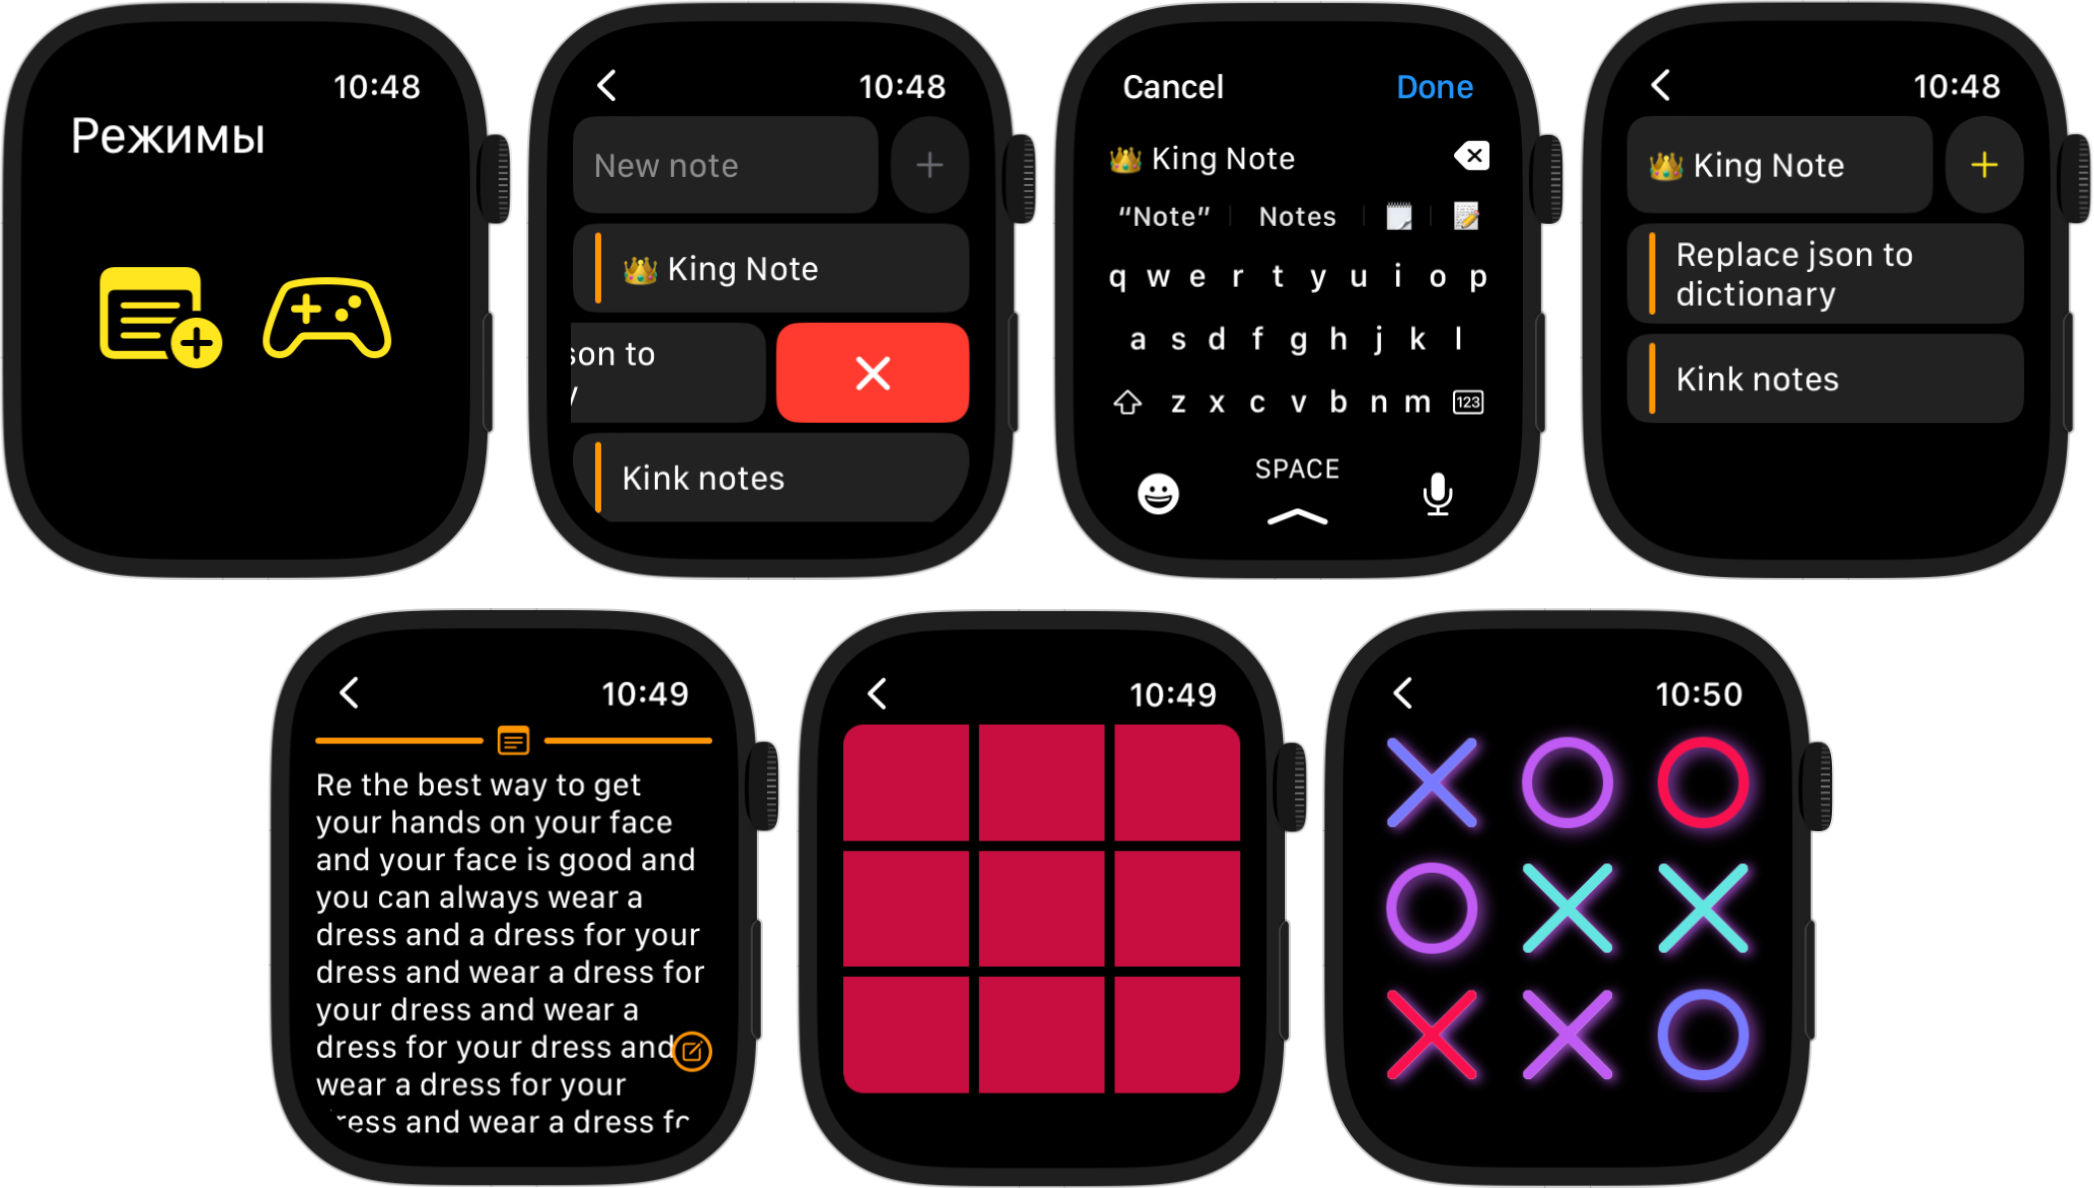 10:48
Режимы
10:48
New note
👑 King Note
son to
y
Kink notes
Cancel Done
👑 King Note
“Note” Notes
q w e r t y u i o p
a s d f g h j k l
z x c v b n m 123
SPACE
10:48
👑 King Note
Replace json to
dictionary
Kink notes
10:49
Re the best way to get
your hands on your face
and your face is good and
you can always wear a
dress and a dress for your
dress and wear a dress for
your dress and wear a
dress for your dress and
wear a dress for your
dress and wear a dress fo
10:49
10:50